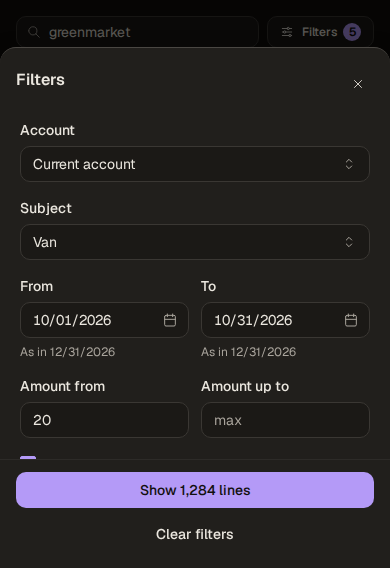 greenmarket
Filters 5
Filters
Account
Current account
Subject
Van
From To
10/01/2026 10/31/2026
As in 12/31/2026 As in 12/31/2026
Amount from Amount up to
20 max
Show 1,284 lines
Clear filters